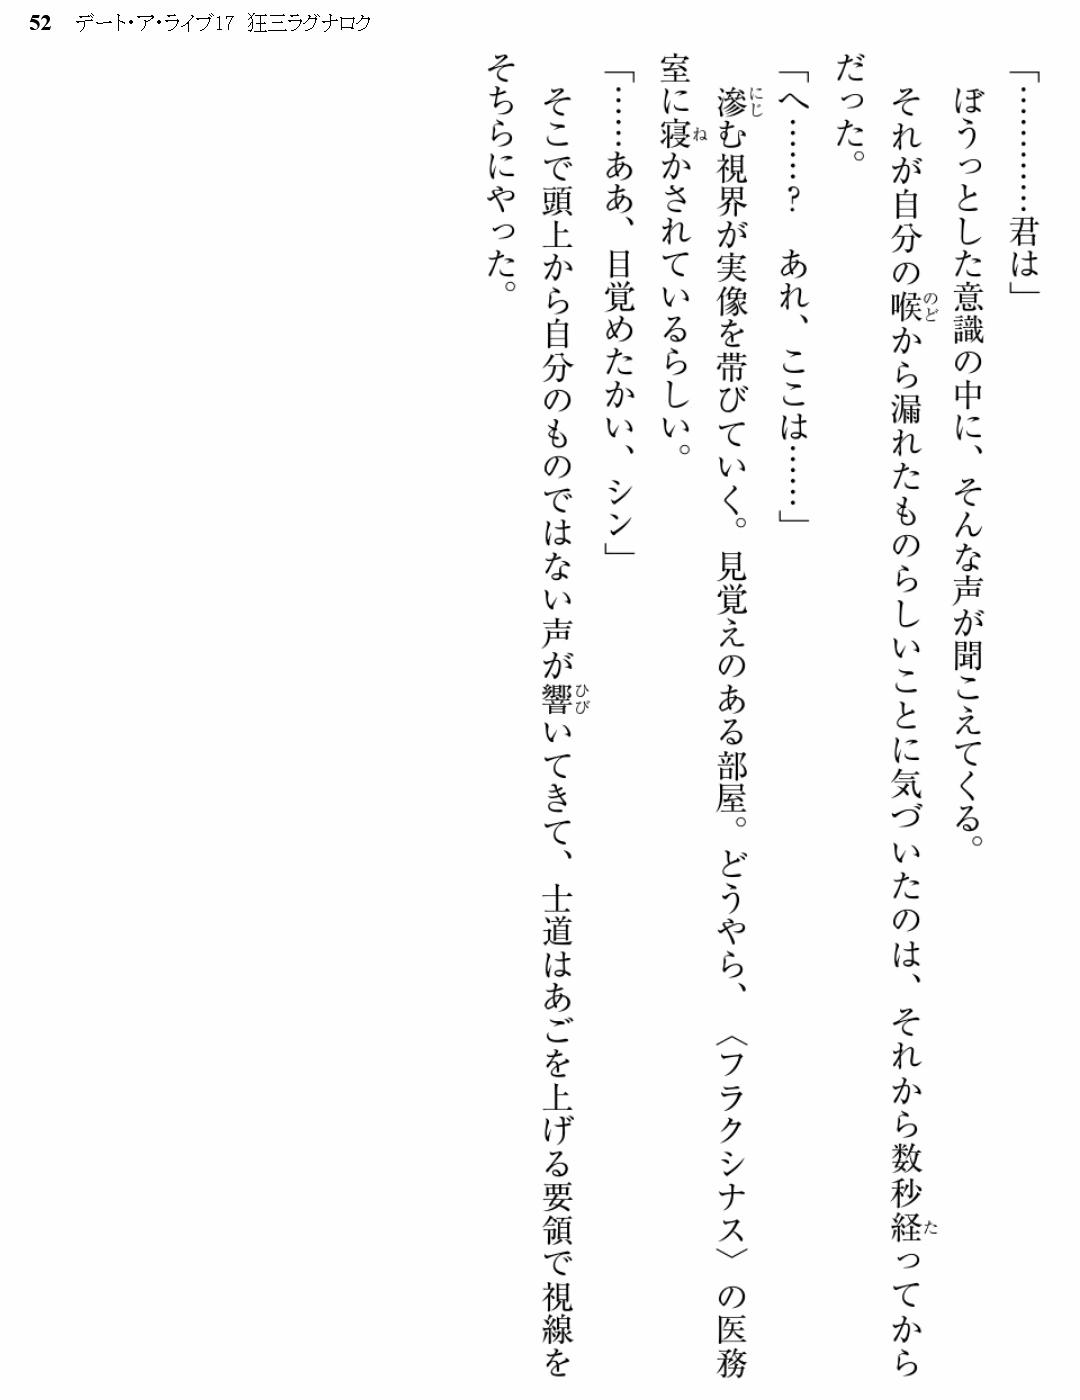 52 デート・ア・ライブ17 狂三ラグナロク
「…………君は」
ぼうっとした意識の中に、そんな声が聞こえてくる。
それが自分の喉のどから漏れたものらしいことに気づいたのは、それから数秒経たってから
だった。
「へ……？　あれ、ここは……」
滲にじむ視界が実像を帯びていく。見覚えのある部屋。どうやら、〈フラクシナス〉の医務
室に寝ねかされているらしい。
「……ああ、目覚めたかい、シン」
そこで頭上から自分のものではない声が響ひびいてきて、士道はあごを上げる要領で視線を
そちらにやった。